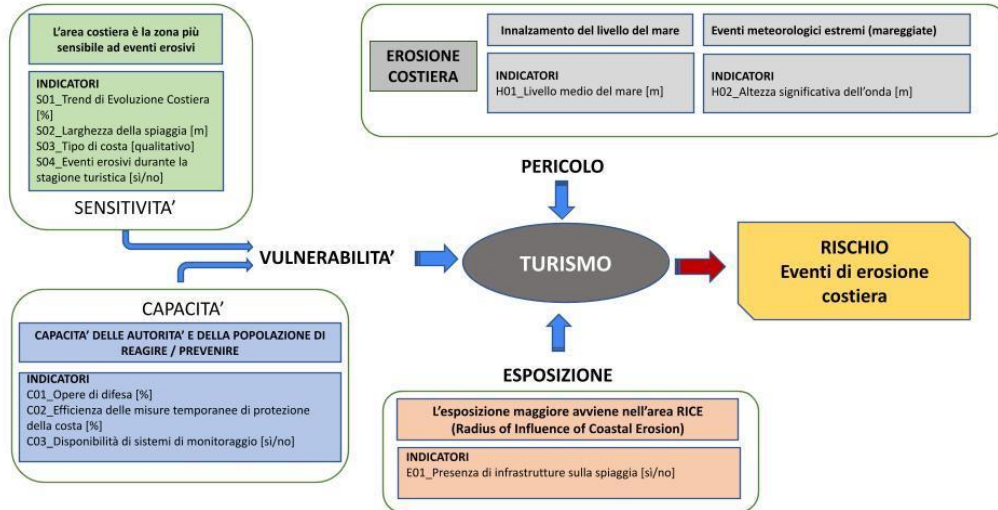 L'area costiera è la zona più
sensibile ad eventi erosivi
INDICATORI
S01_Trend di Evoluzione Costiera
[%]
S02_Larghezza della spiaggia [m]
S03_Tipo di costa [qualitativo]
S04_Eventi erosivi durante la
stagione turistica [sì/no]
SENSITIVITA'
EROSIONE
COSTIERA
Innalzamento del livello del mare
INDICATORI
H01_Livello medio del mare [m]
Eventi meteorologici estremi (mareggiate)
INDICATORI
H02_Altezza significativa dell'onda [m]
PERICOLO
VULNERABILITA'
TURISMO
RISCHIO
Eventi di erosione
costiera
CAPACITA'
CAPACITA' DELLE AUTORITA' E DELLA POPOLAZIONE DI
REAGIRE / PREVENIRE
INDICATORI
C01_Opere di difesa [%]
C02_Efficienza delle misure temporanee di protezione
della costa [%]
C03_Disponibilità di sistemi di monitoraggio [sì/no]
ESPOSIZIONE
L'esposizione maggiore avviene nell'area RICE
(Radius of Influence of Coastal Erosion)
INDICATORI
E01_Presenza di infrastrutture sulla spiaggia [sì/no]